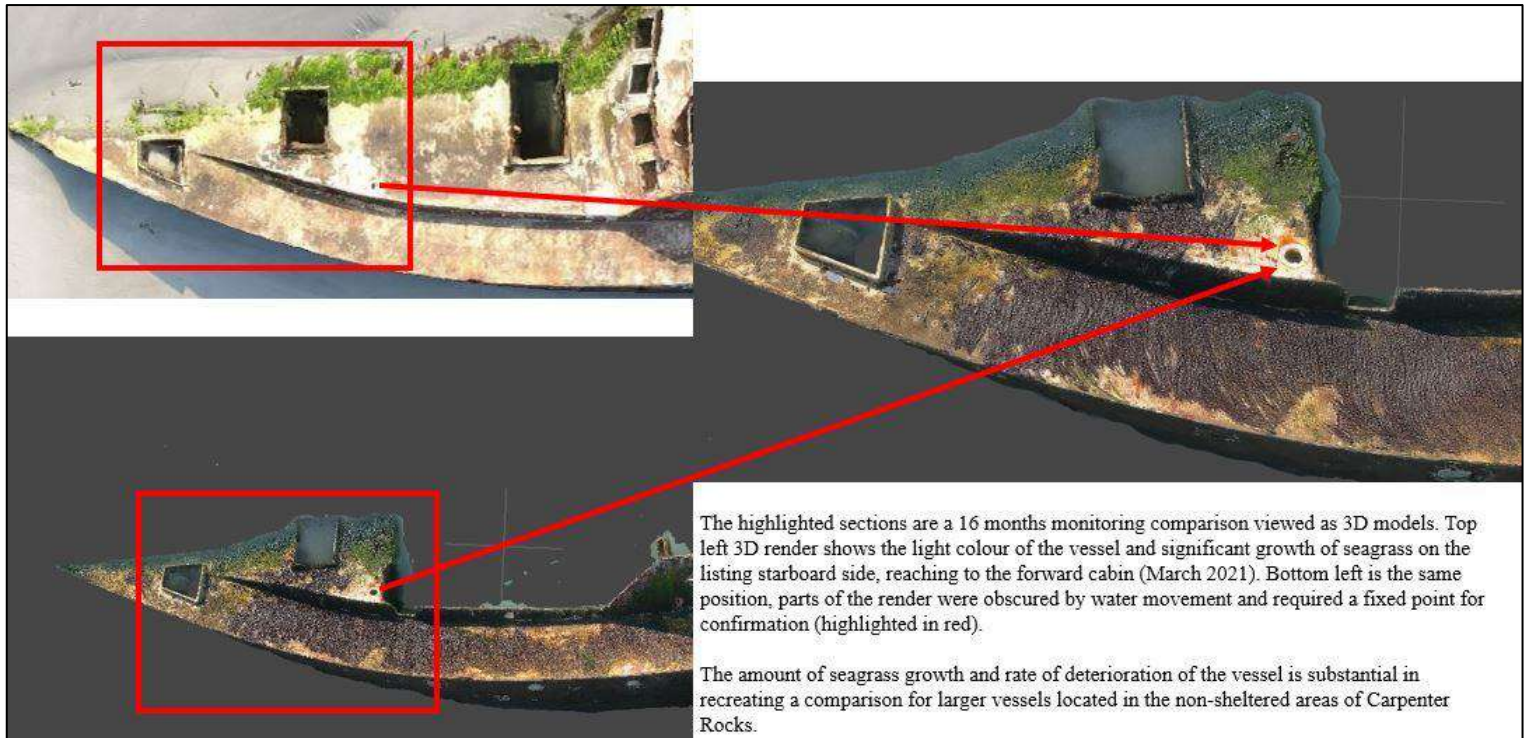 The highlighted sections are a 16 months monitoring comparison viewed as 3D models. Top
left 3D render shows the light colour of the vessel and significant growth of seagrass on the
listing starboard side, reaching to the forward cabin (March 2021). Bottom left is the same
position, parts of the render were obscured by water movement and required a fixed point for
confirmation (highlighted in red).
The amount of seagrass growth and rate of deterioration of the vessel is substantial in
recreating a comparison for larger vessels located in the non-sheltered areas of Carpenter
Rocks.